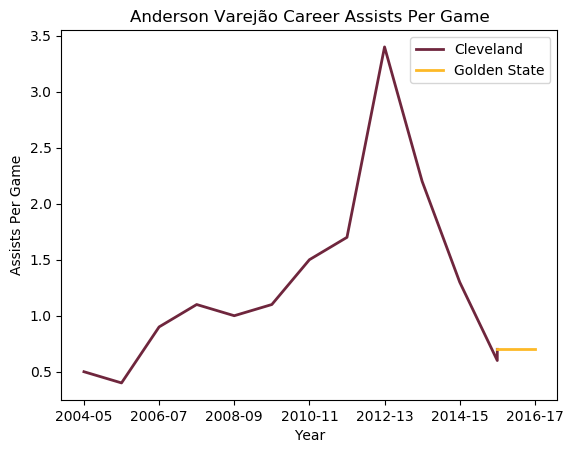 Anderson Varejão Career Assists Per Game
Cleveland
Golden State
3.5
3.0
2.5
2.0
1.5
1.0
0.5
Assists Per Game
2004-05 2006-07 2008-09 2010-11 2012-13 2014-15 2016-17
Year